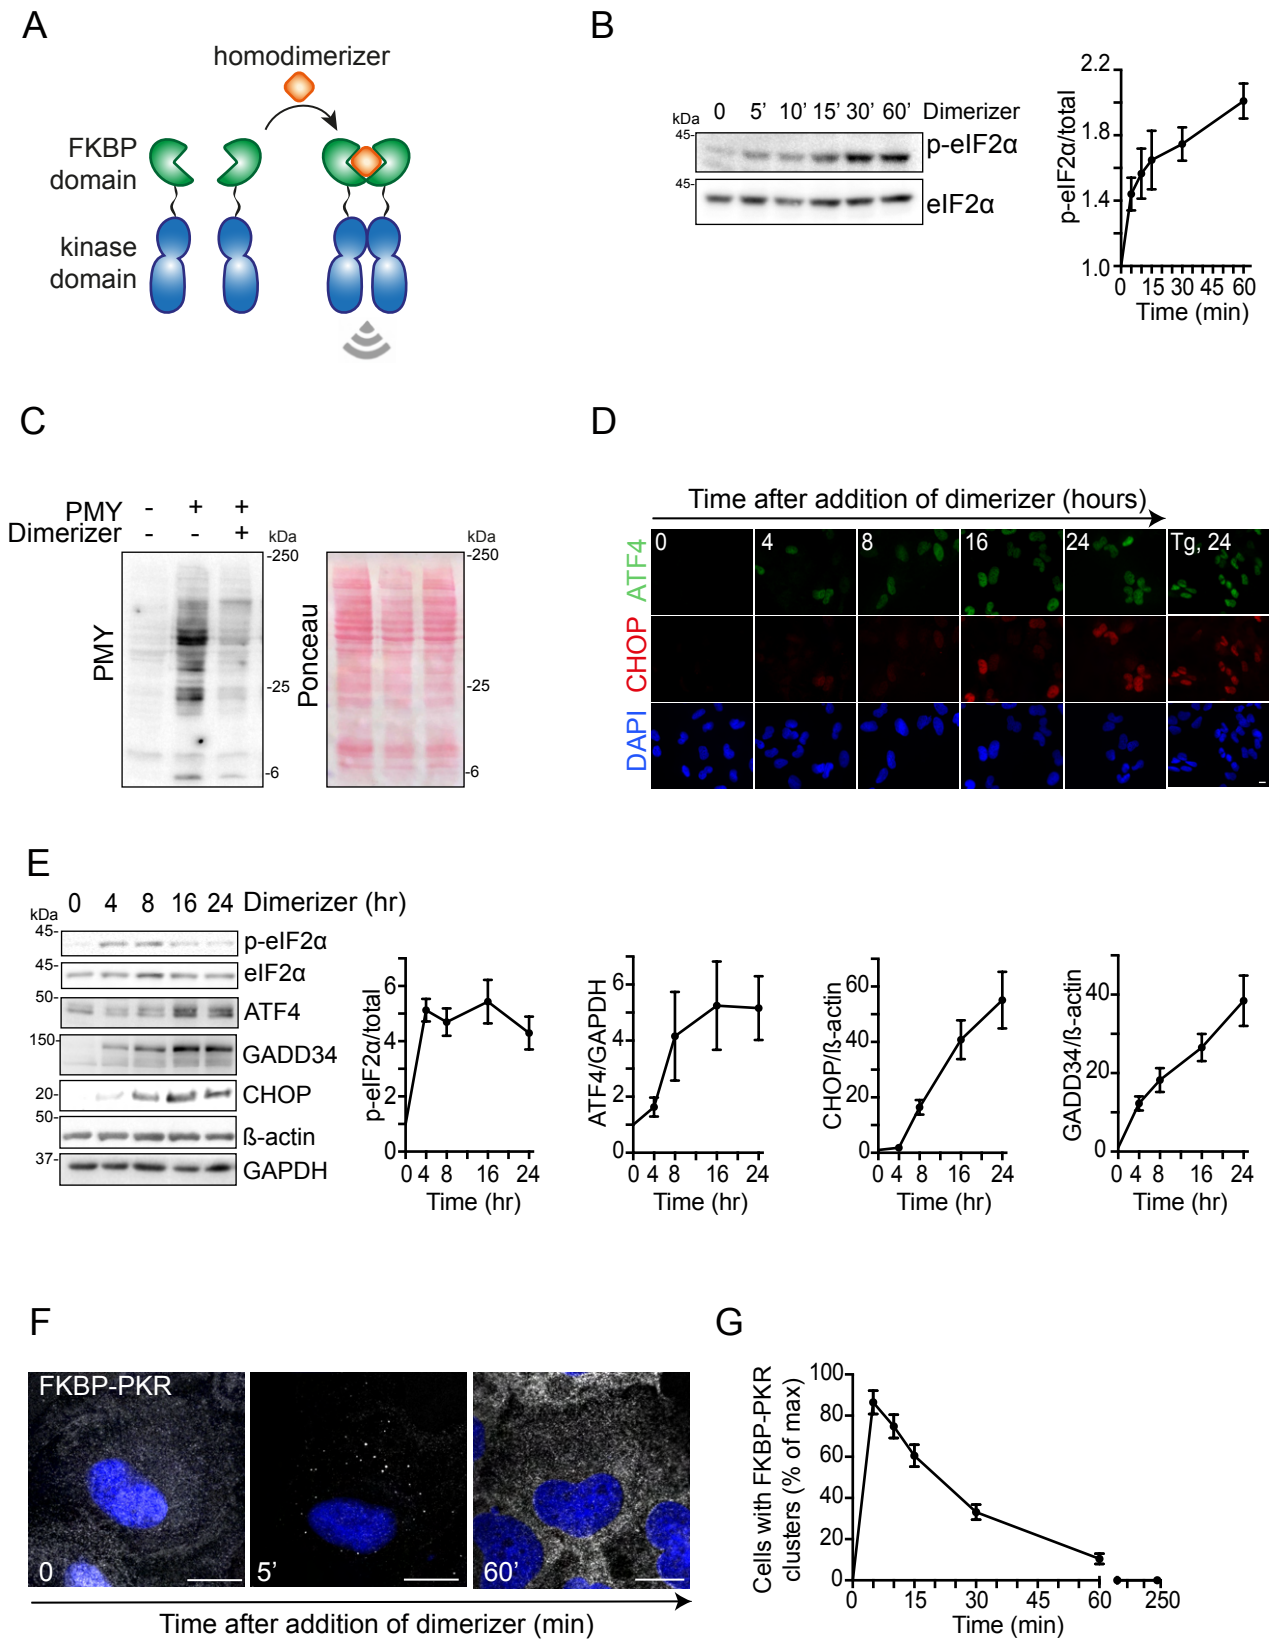 A
homodimerizer
FKBP
domain
kinase
domain
B
kDa
0 5' 10' 15' 30' 60' Dimerizer
45-
p-eIF2α
45-
eIF2α
p-eIF2α/total
2.2
1.8
1.4
1.0
0 15 30 45 60
Time (min)
C
PMY - + +
Dimerizer - - +
kDa
-250
-25
-6
PMY
Ponceau
kDa
-250
-25
-6
D
Time after addition of dimerizer (hours)
0 4 8 16 24 Tg, 24
ATF4
CHOP
DAPI
E
0 4 8 16 24 Dimerizer (hr)
kDa
45-
p-eIF2α
45-
eIF2α
50-
ATF4
150-
GADD34
20-
CHOP
50-
ß-actin
37-
GAPDH
p-eIF2α/total
6
4
2
0
0 4 8 16 24
Time (hr)
ATF4/GAPDH
6
4
2
0
0 4 8 16 24
Time (hr)
CHOP/ß-actin
60
40
20
0
0 4 8 16 24
Time (hr)
GADD34/ß-actin
40
20
0
0 4 8 16 24
Time (hr)
F
FKBP-PKR
0
5'
60'
Time after addition of dimerizer (min)
G
Cells with FKBP-PKR
clusters (% of max)
100
80
60
40
20
0
0 15 30 45 60 250
Time (min)